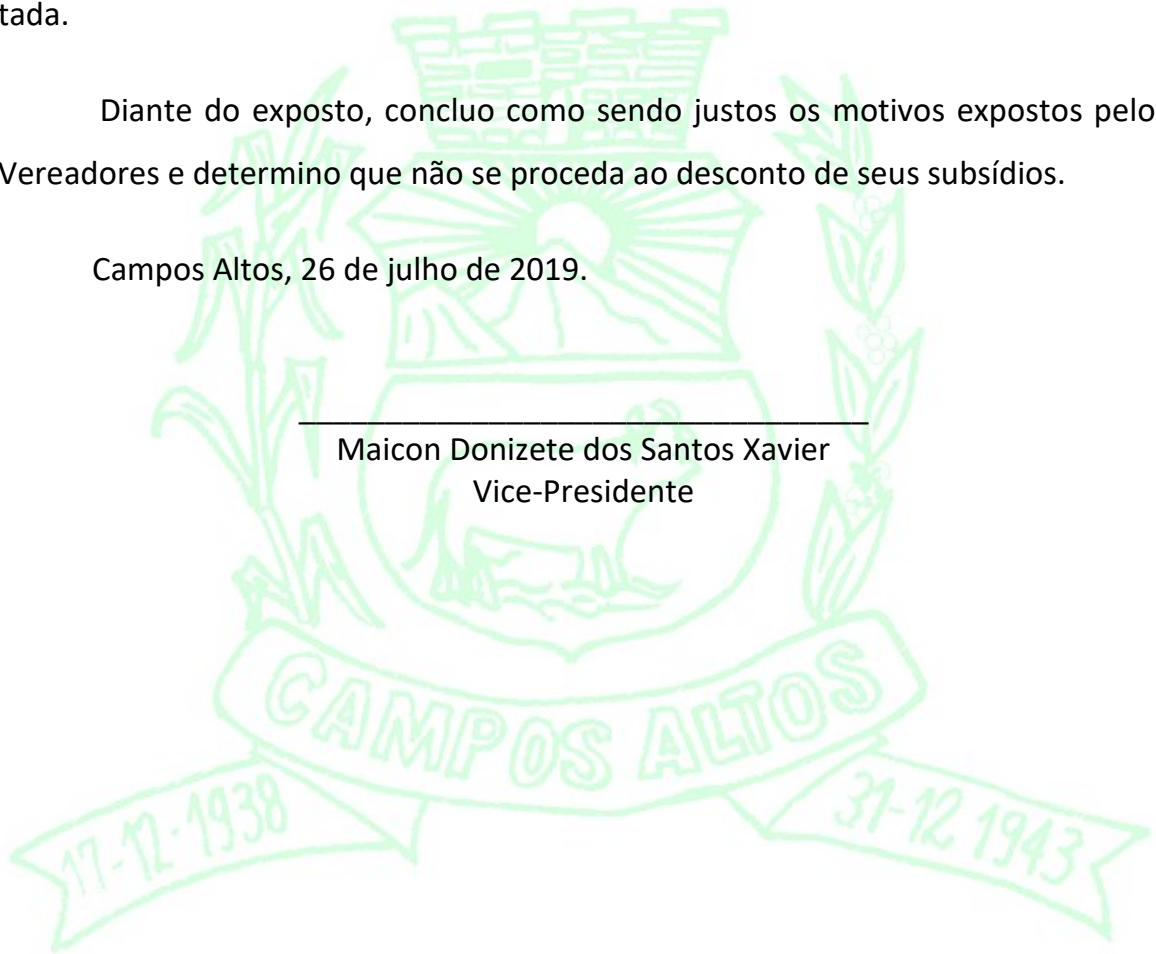 tada.
Diante do exposto, concluo como sendo justos os motivos expostos pelo
Vereadores e determino que não se proceda ao desconto de seus subsídios.
Campos Altos, 26 de julho de 2019.
Maicon Donizete dos Santos Xavier
Vice-Presidente
CAMPOS ALTOS
17-12-1938
31-12 1943